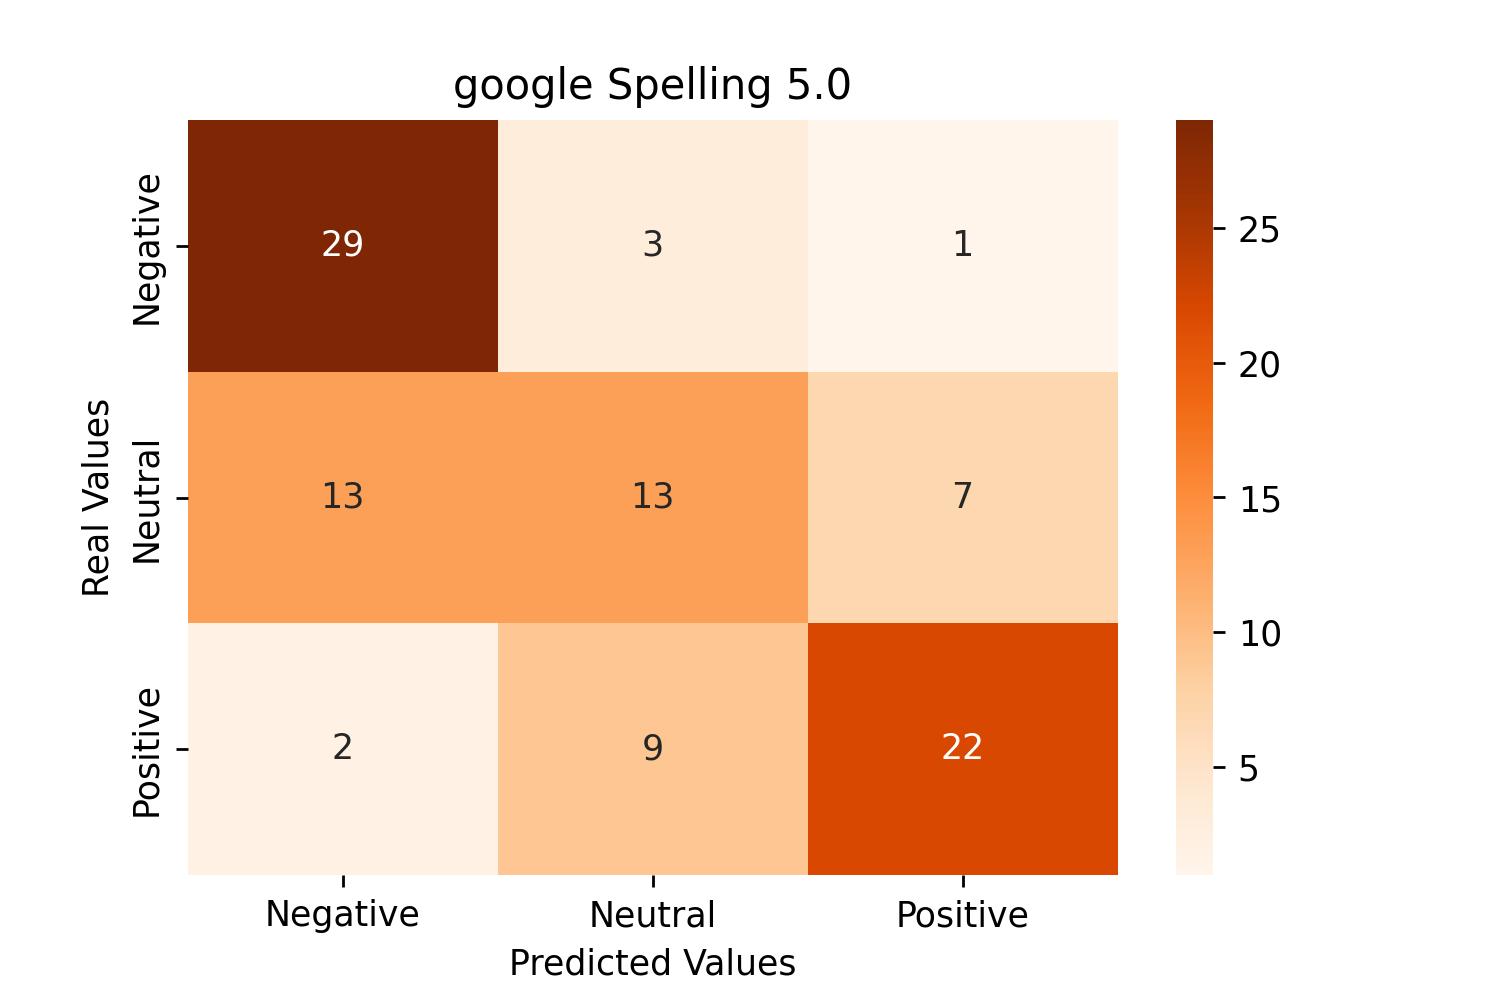 google Spelling 5.0
Real Values
Negative
29 3 1
Neutral
13 13 7
Positive
2 9 22
Negative Neutral Positive
Predicted Values
25
20
15
10
5